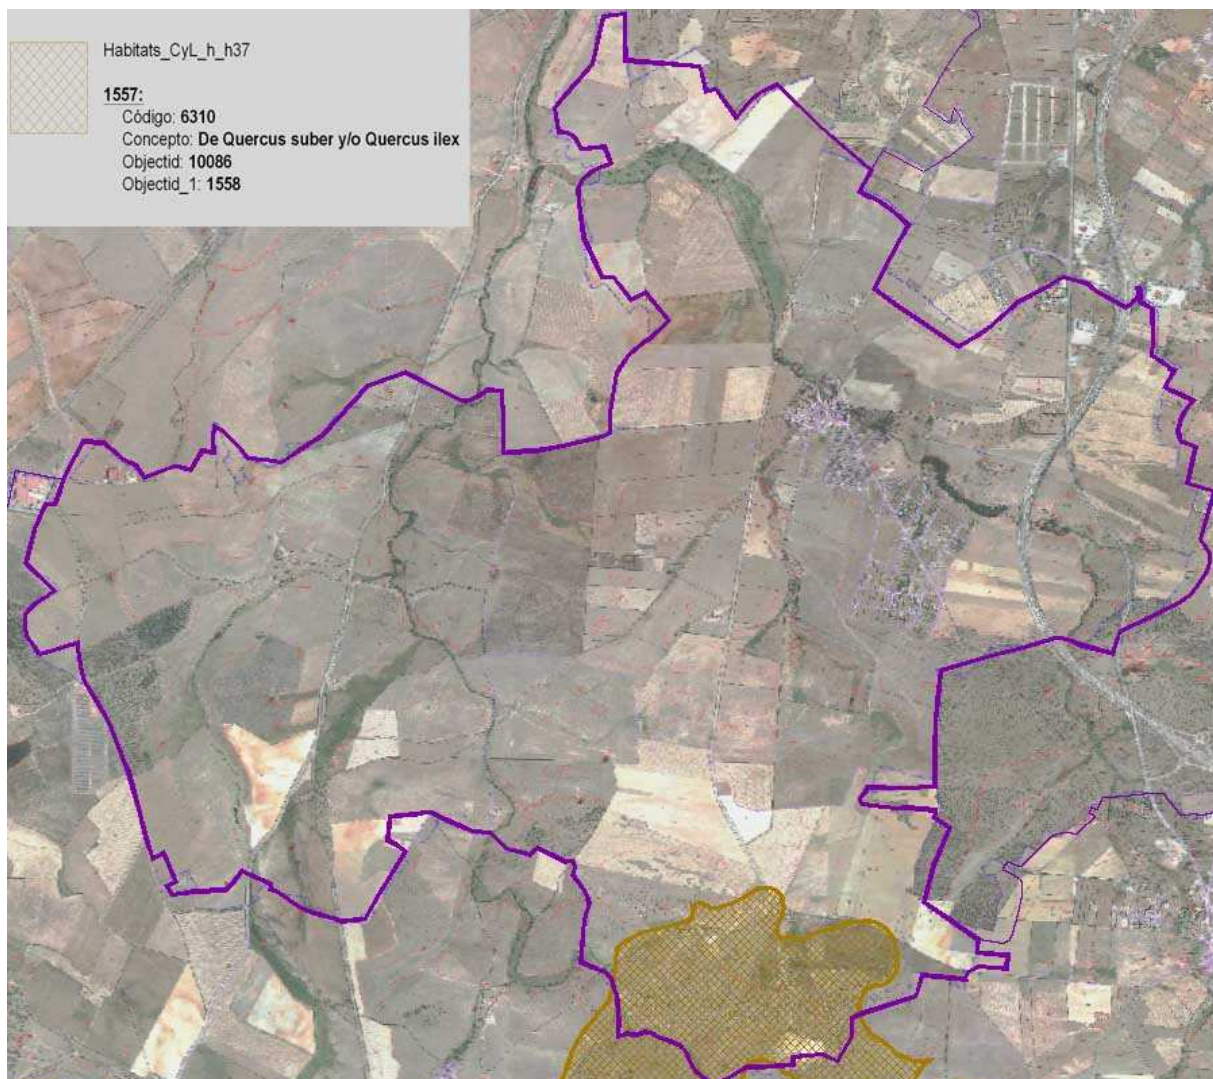 Habitats_CyL_h_h37
1557:
Código: 6310
Concepto: De Quercus suber y/o Quercus ilex
Objectid: 10086
Objectid_1: 1558